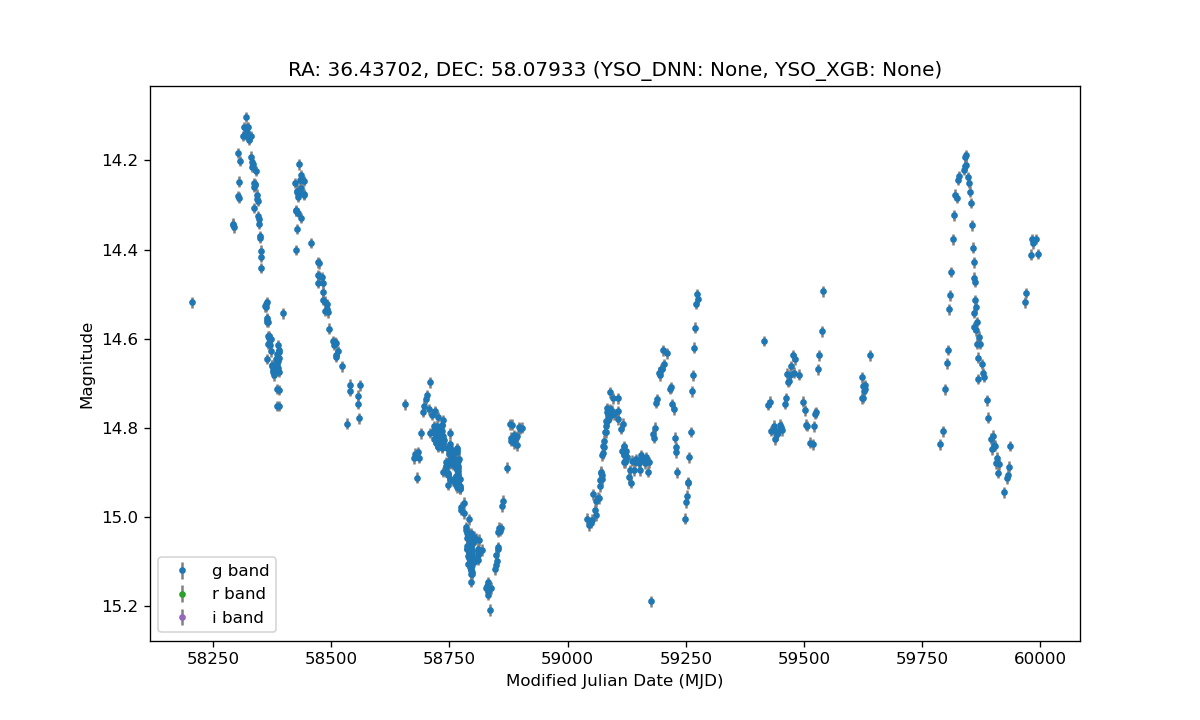 RA: 36.43702, DEC: 58.07933 (YSO_DNN: None, YSO_XGB: None)
14.2
14.4
14.6
14.8
15.0
15.2
Magnitude
g band
r band
i band
58250 58500 58750 59000 59250 59500 59750 60000
Modified Julian Date (MJD)